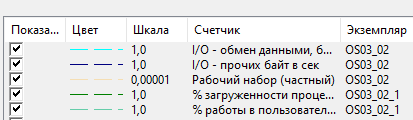 Показа... Цвет Шкала Счетчик Экземпляр
1,0 I/O - обмен данными, б... OS03_02
1,0 I/O - прочих байт в сек OS03_02
0,00001 Рабочий набор (частный) OS03_02
1,0 % загруженности проце... OS03_02_1
1,0 % работы в пользовател... OS03_02_1